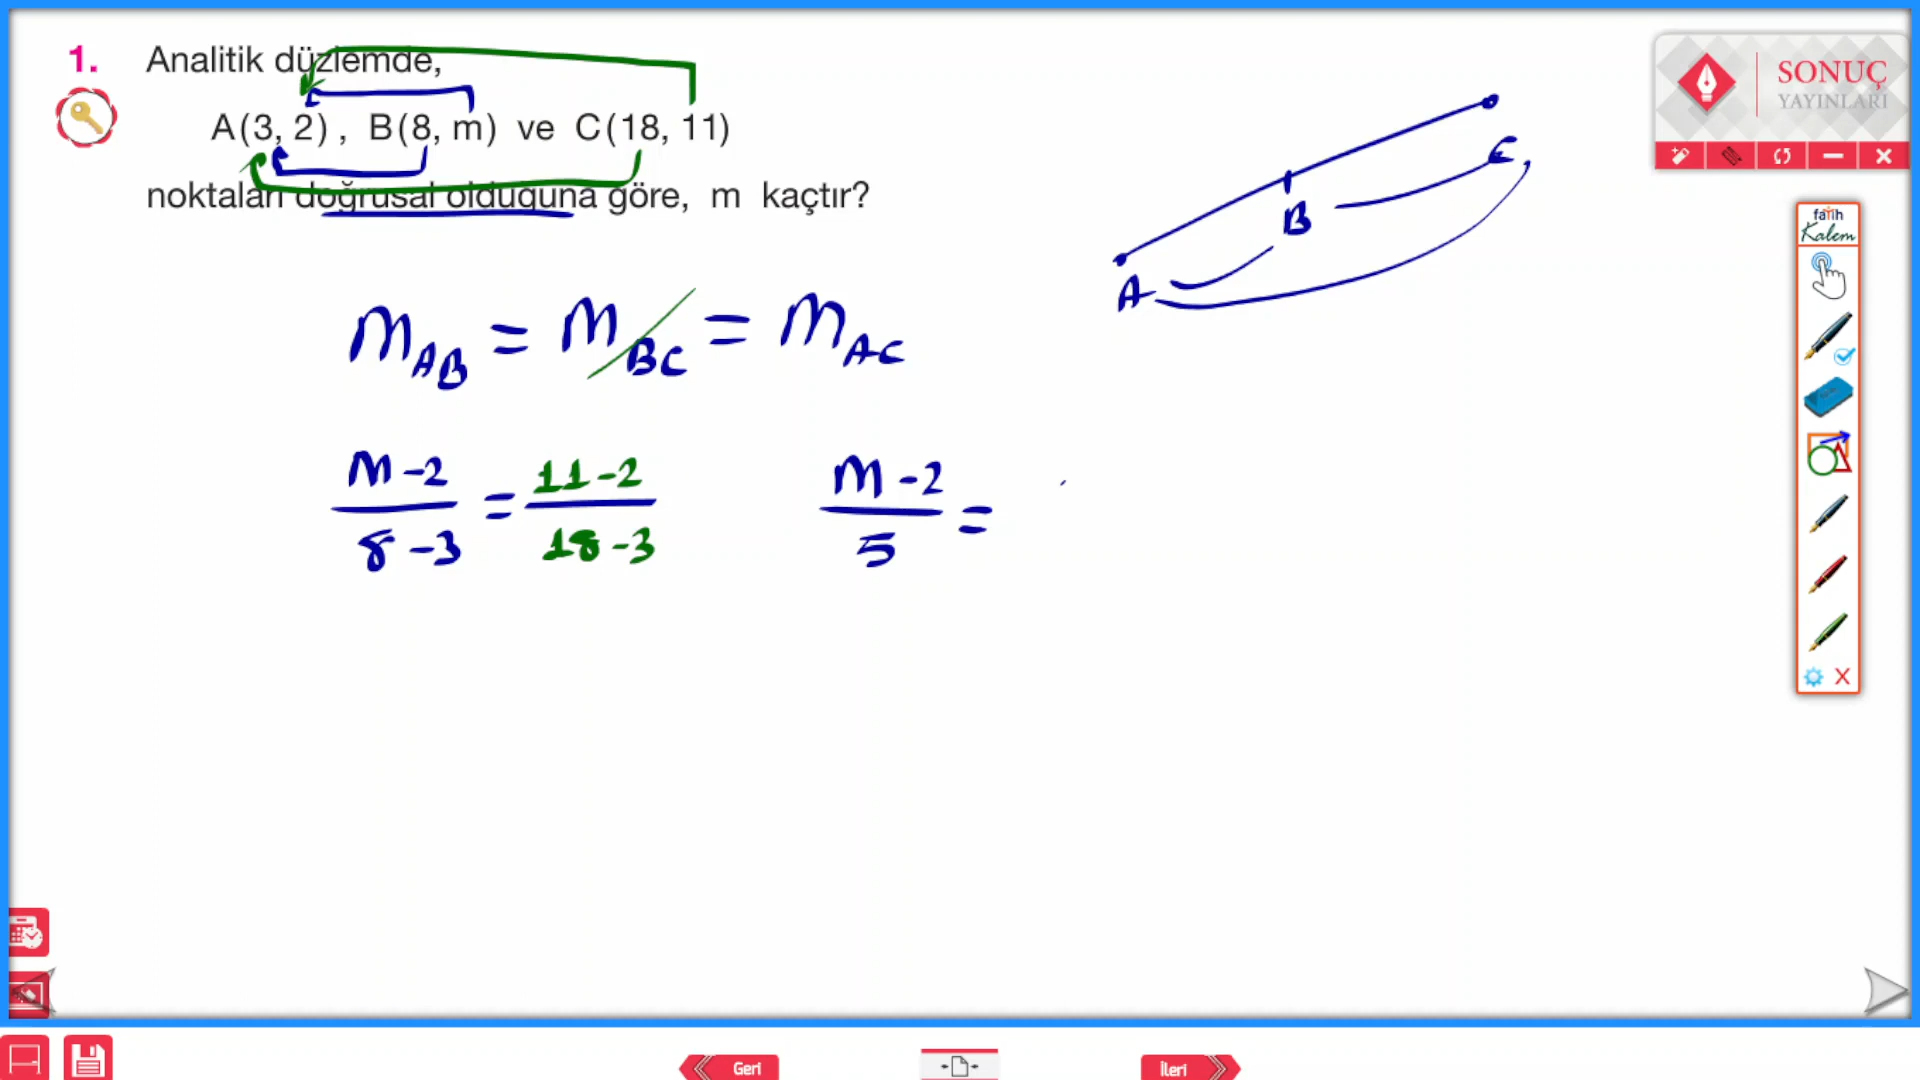 1. Analitik düzlemde,
A(3, 2) , B(8, m) ve C(18, 11)
noktaları doğrusal olduğuna göre, m kaçtır?
A B C
m_AB = m_BC = m_AC
m-2 / 8-3 = 11-2 / 18-3
m-2 / 5 =
SONUÇ
YAYINLARI
fatih
Kalem
X
Geri
İleri